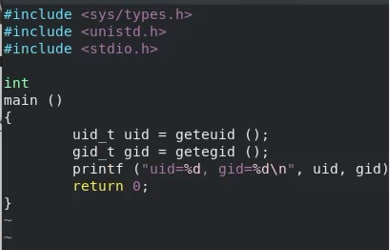 #include <sys/types.h>
#include <unistd.h>
#include <stdio.h>

int
main ()
{
        uid_t uid = geteuid ();
        gid_t gid = getegid ();
        printf ("uid=%d, gid=%d\n", uid, gid)
        return 0;
}
~
~